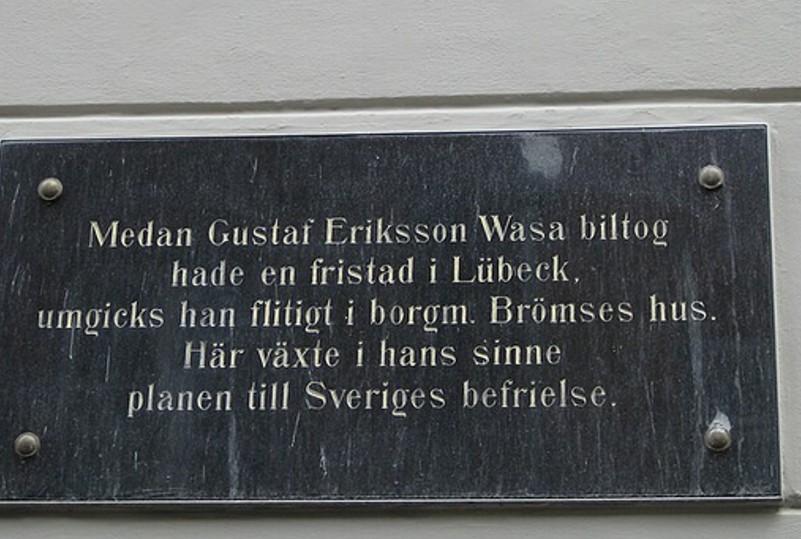 Medan Gustaf Eriksson Wasa biltog
hade en fristad i Lübeck,
umgicks han flitigt i borgm. Brömses hus.
Här växte i hans sinne
planen till Sveriges befrielse.